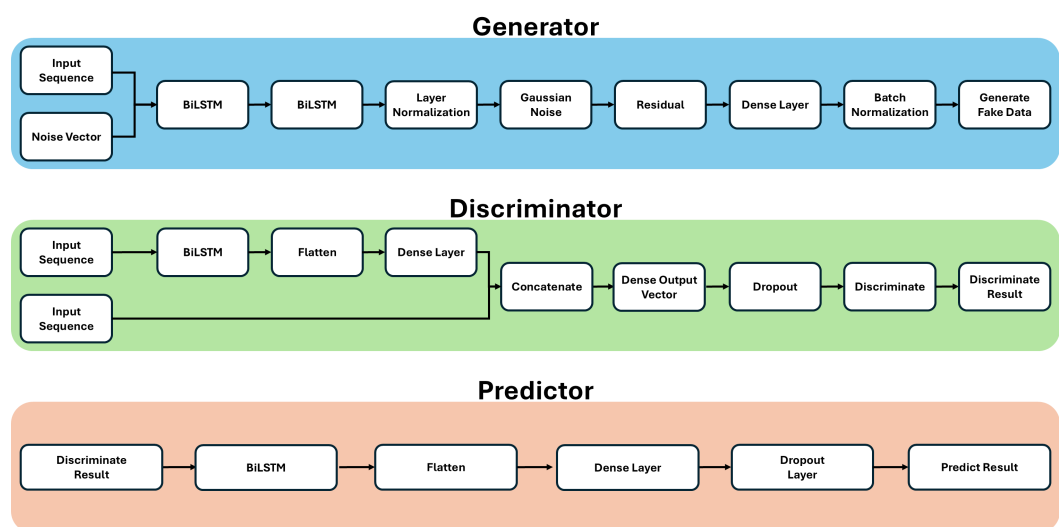 Generator
Input
Sequence
Noise Vector
BiLSTM
BiLSTM
Layer
Normalization
Gaussian
Noise
Residual
Dense Layer
Batch
Normalization
Generate
Fake Data
Discriminator
Input
Sequence
BiLSTM
Flatten
Dense Layer
Input
Sequence
Concatenate
Dense Output
Vector
Dropout
Discriminate
Discriminate
Result
Predictor
Discriminate
Result
BiLSTM
Flatten
Dense Layer
Dropout
Layer
Predict Result